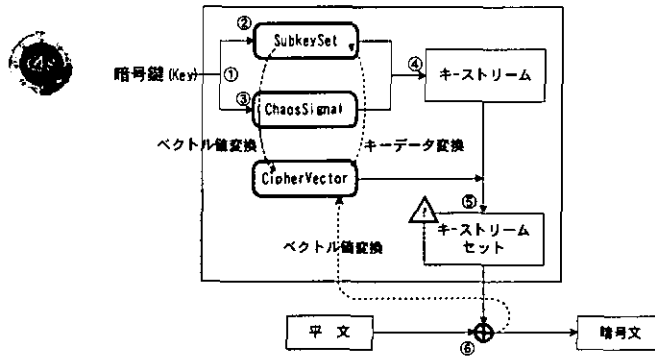 ②
SubkeySet
暗号鍵(Key)
①
④
キーストリーム
③
ChaosSignal
ベクトル値変換
キーデータ変換
CipherVector
⑤
キーストリーム
セット
ベクトル値変換
平文
⑥
暗号文